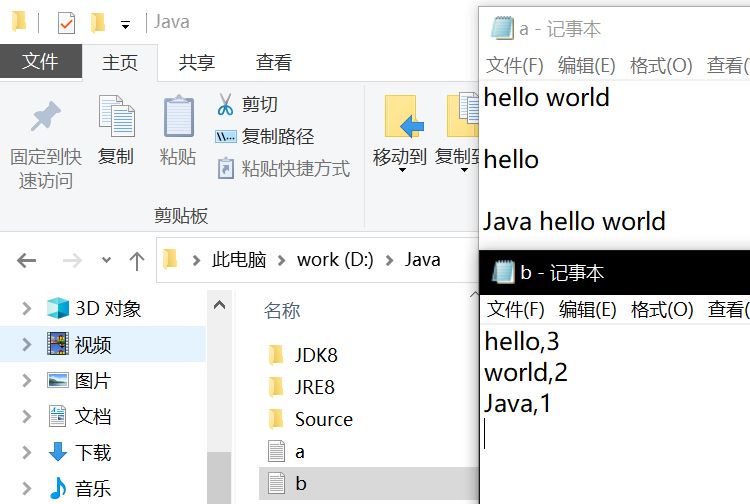 Java
文件 主页 共享 查看
固定到快速访问
复制
粘贴
剪切
复制路径
粘贴快捷方式
移动到
复制到
剪贴板
此电脑 work (D:) Java
3D 对象
视频
图片
文档
下载
音乐
名称
JDK8
JRE8
Source
a
b
a - 记事本
文件(F) 编辑(E) 格式(O) 查看(
hello world
hello
Java hello world
b - 记事本
文件(F) 编辑(E) 格式(O) 查看(
hello,3
world,2
Java,1